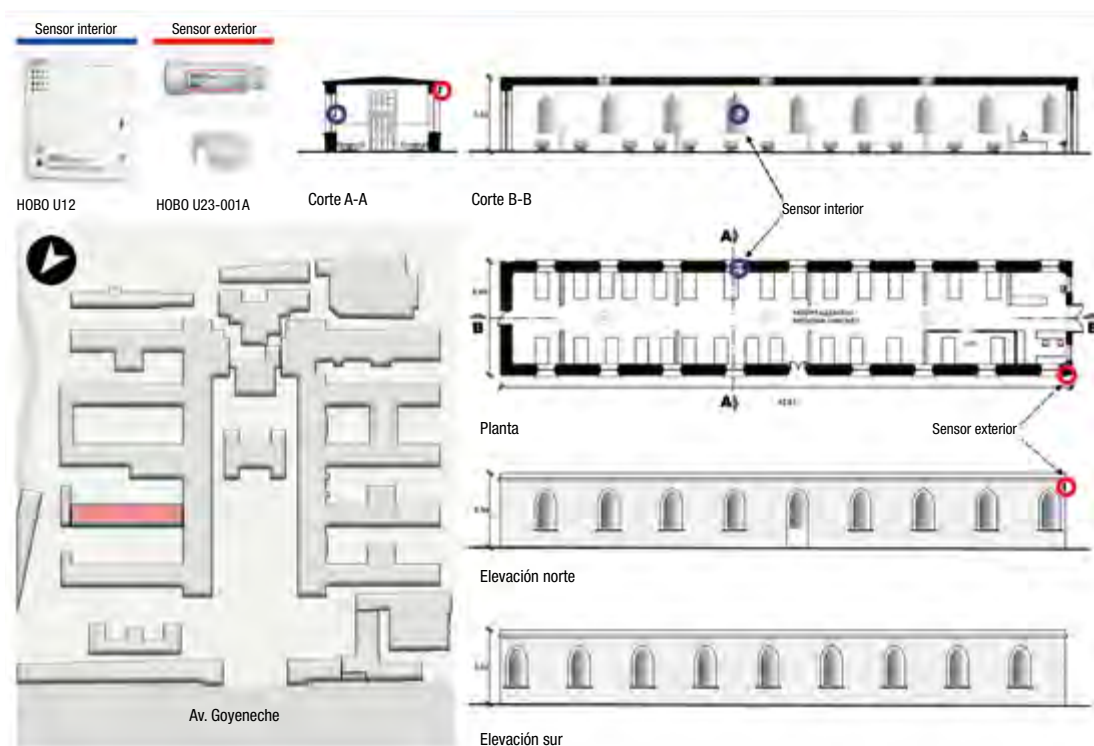 Sensor interior
Sensor exterior
HOBO U12
HOBO U23-001A
Corte A-A
Corte B-B
Sensor interior
A)
B
B
A)
Planta
Sensor exterior
Elevación norte
Av. Goyeneche
Elevación sur